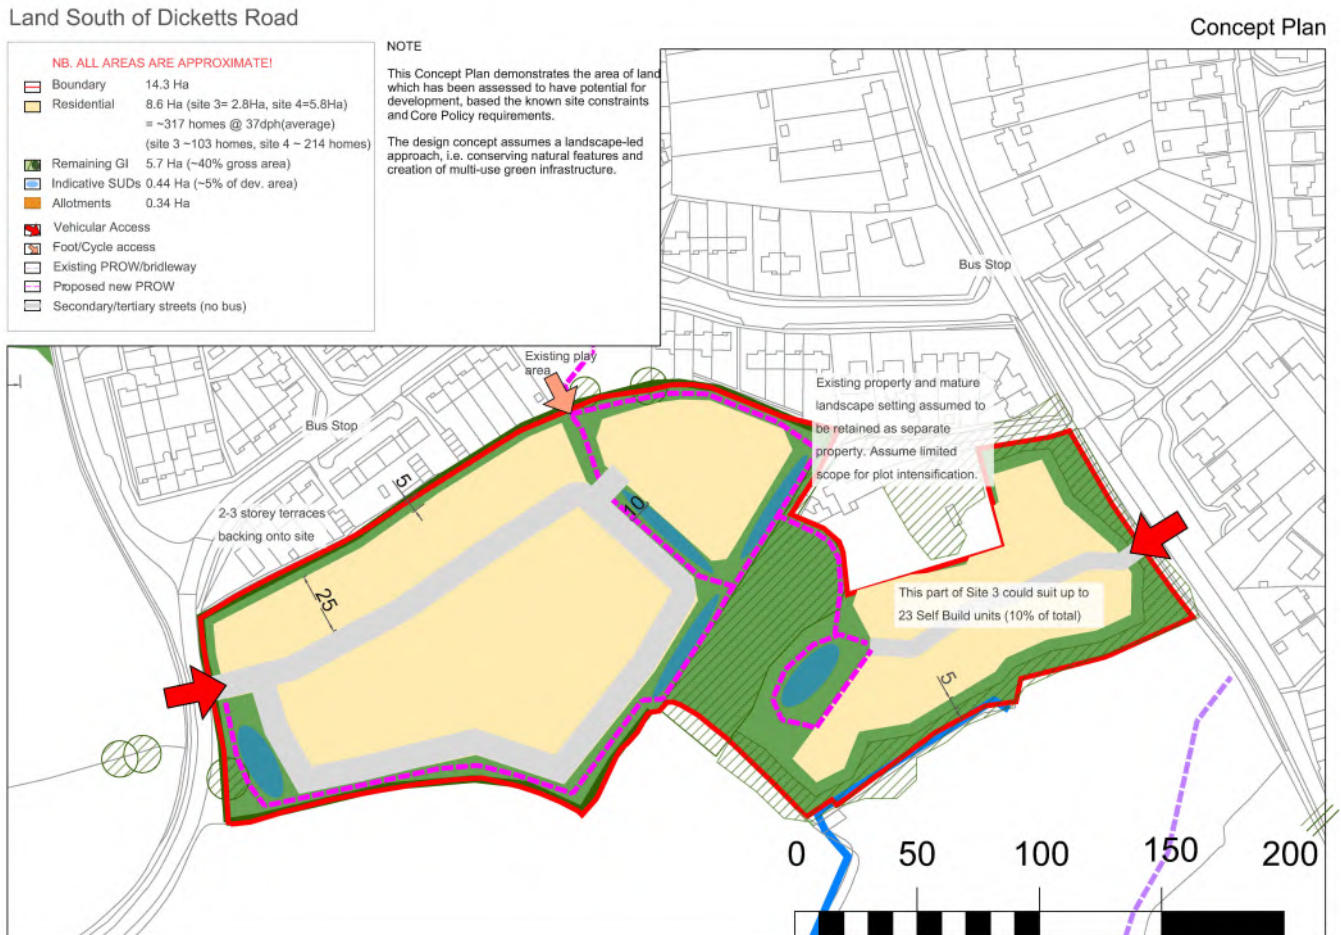 Land South of Dicketts Road
Concept Plan
NB. ALL AREAS ARE APPROXIMATE!
Boundary 14.3 Ha
Residential 8.6 Ha (site 3= 2.8Ha, site 4=5.8Ha)
= ~317 homes @ 37dph(average)
(site 3 ~103 homes, site 4 ~ 214 homes)
Remaining GI 5.7 Ha (~40% gross area)
Indicative SUDs 0.44 Ha (~5% of dev. area)
Allotments 0.34 Ha
Vehicular Access
Foot/Cycle access
Existing PROW/bridleway
Proposed new PROW
Secondary/tertiary streets (no bus)
NOTE
This Concept Plan demonstrates the area of land
which has been assessed to have potential for
development, based the known site constraints
and Core Policy requirements.
The design concept assumes a landscape-led
approach, i.e. conserving natural features and
creation of multi-use green infrastructure.
Bus Stop
Existing play
area
Existing property and mature
landscape setting assumed to
be retained as separate
property. Assume limited
scope for plot intensification.
Bus Stop
5
10
2-3 storey terraces
backing onto site
25
This part of Site 3 could suit up to
23 Self Build units (10% of total)
5
0 50 100 150 200